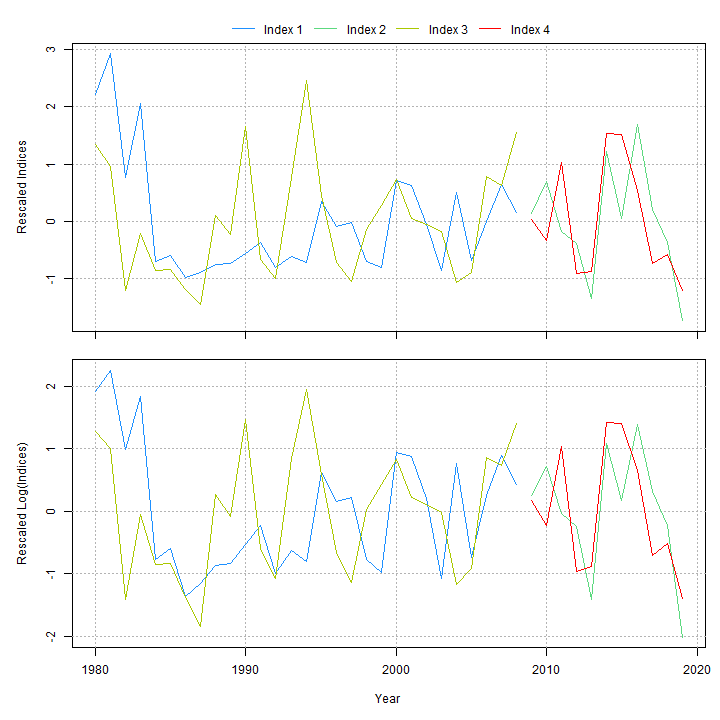 Index 1 Index 2 Index 3 Index 4
3
2
1
0
-1
Rescaled Indices
2
1
0
-1
-2
Rescaled Log(Indices)
1980 1990 2000 2010 2020
Year